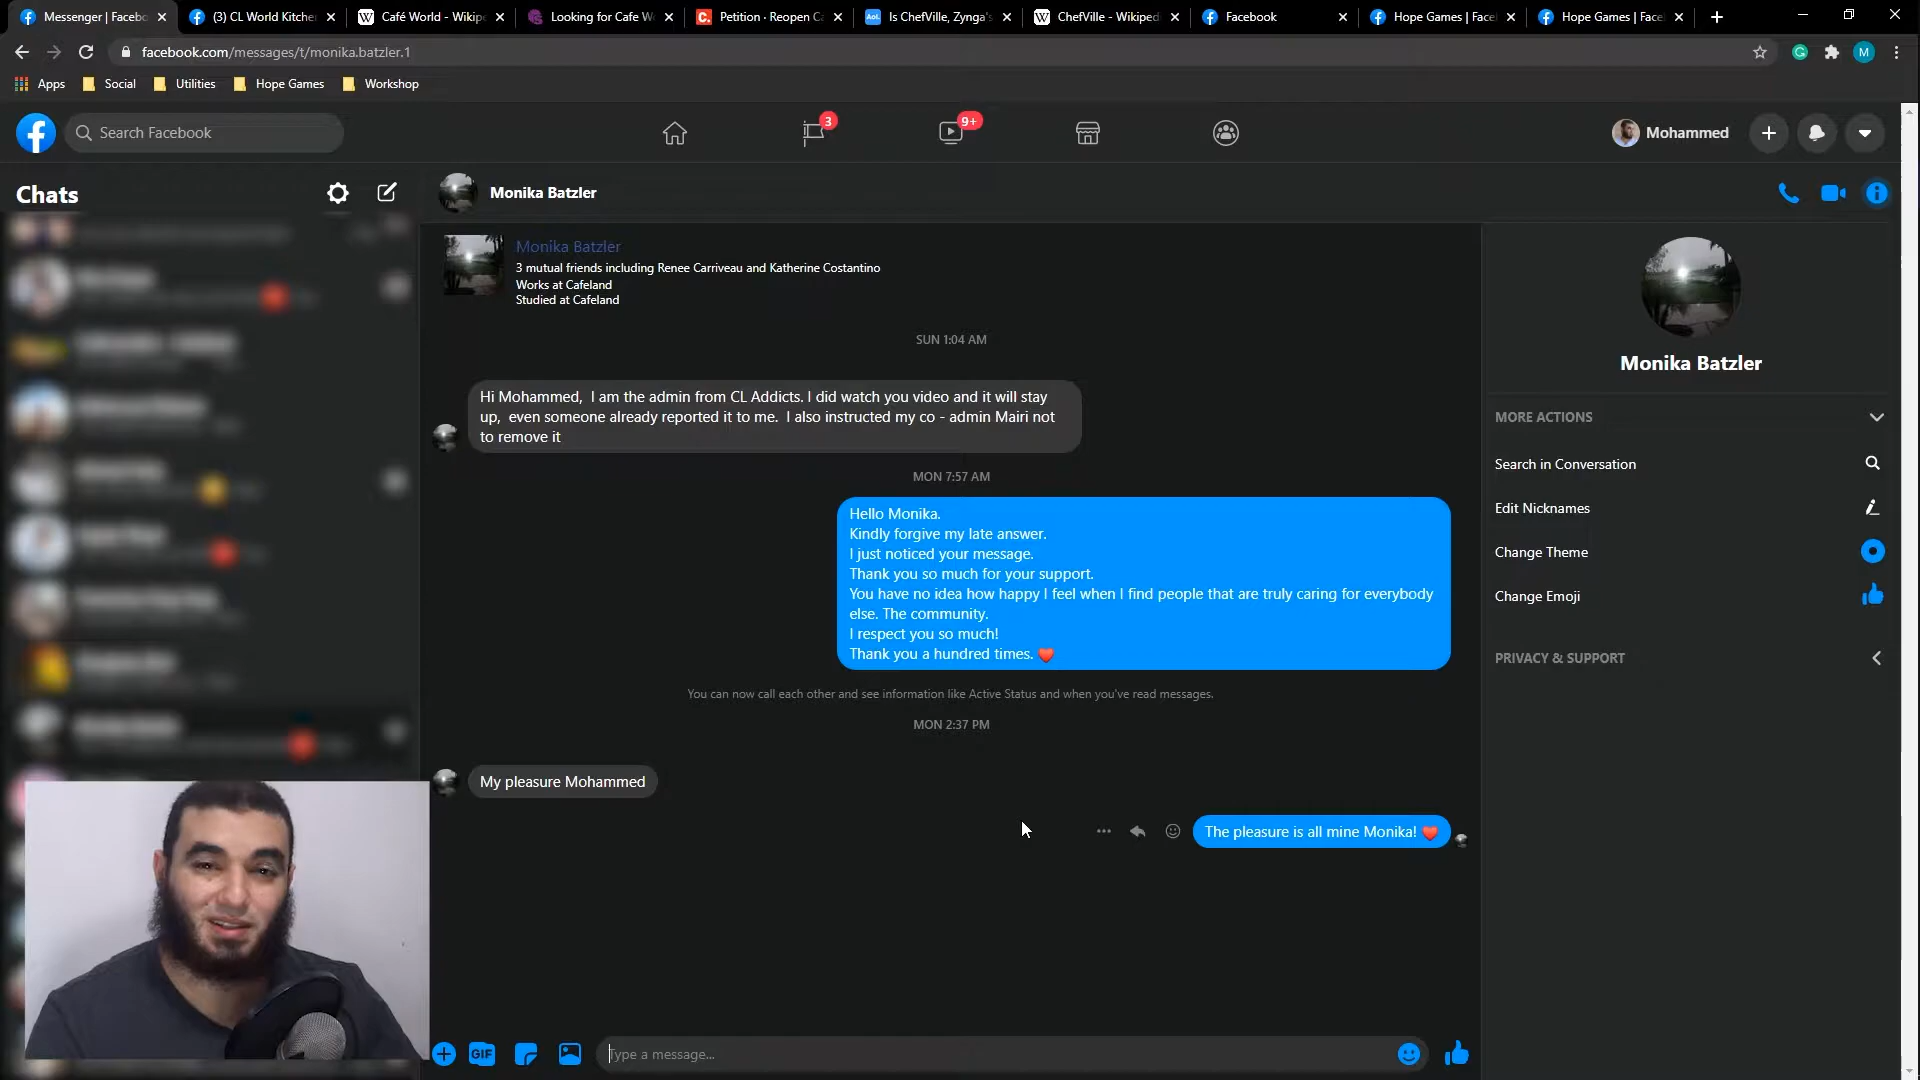 Messenger | Facebo
(3) CL World Kitche
Café World - Wikipe
Looking for Cafe W
Petition · Reopen Ca
Aol.
Is ChefVille, Zynga's
ChefVille - Wikiped
Facebook
Hope Games | Face
Hope Games | Face
facebook.com/messages/t/monika.batzler.1
M
Apps
Social
Utilities
Hope Games
Workshop
Search Facebook
3
9+
Mohammed
Chats
Monika Batzler
Monika Batzler
3 mutual friends including Renee Carriveau and Katherine Costantino
Works at Cafeland
Studied at Cafeland
SUN 1:04 AM
Hi Mohammed, I am the admin from CL Addicts. I did watch you video and it will stay
up, even someone already reported it to me. I also instructed my co - admin Mairi not
to remove it
MON 7:57 AM
Hello Monika.
Kindly forgive my late answer.
I just noticed your message.
Thank you so much for your support.
You have no idea how happy I feel when I find people that are truly caring for everybody
else. The community.
I respect you so much!
Thank you a hundred times. ❤
You can now call each other and see information like Active Status and when you've read messages.
MON 2:37 PM
My pleasure Mohammed
The pleasure is all mine Monika! ❤
GIF
Type a message...
Monika Batzler
MORE ACTIONS
Search in Conversation
Edit Nicknames
Change Theme
Change Emoji
PRIVACY & SUPPORT